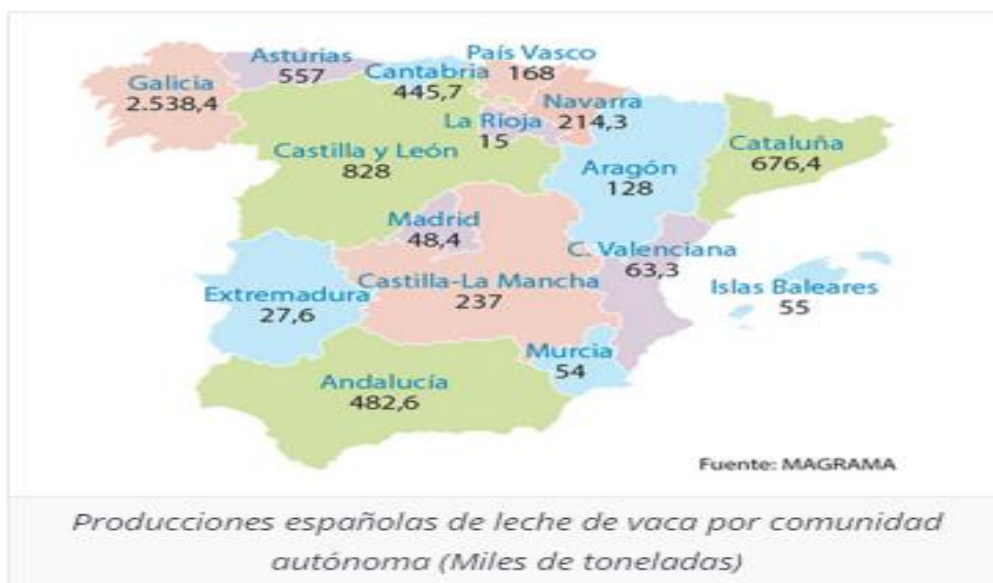 Asturias
557
País Vasco
168
Galicia
2.538,4
Cantabria
445,7
Navarra
214,3
La Rioja
15
Castilla y León
828
Cataluña
676,4
Aragón
128
Madrid
48,4
C. Valenciana
63,3
Castilla-La Mancha
237
Extremadura
27,6
Islas Baleares
55
Murcia
54
Andalucía
482,6
Fuente: MAGRAMA
Producciones españolas de leche de vaca por comunidad
autónoma (Miles de toneladas)